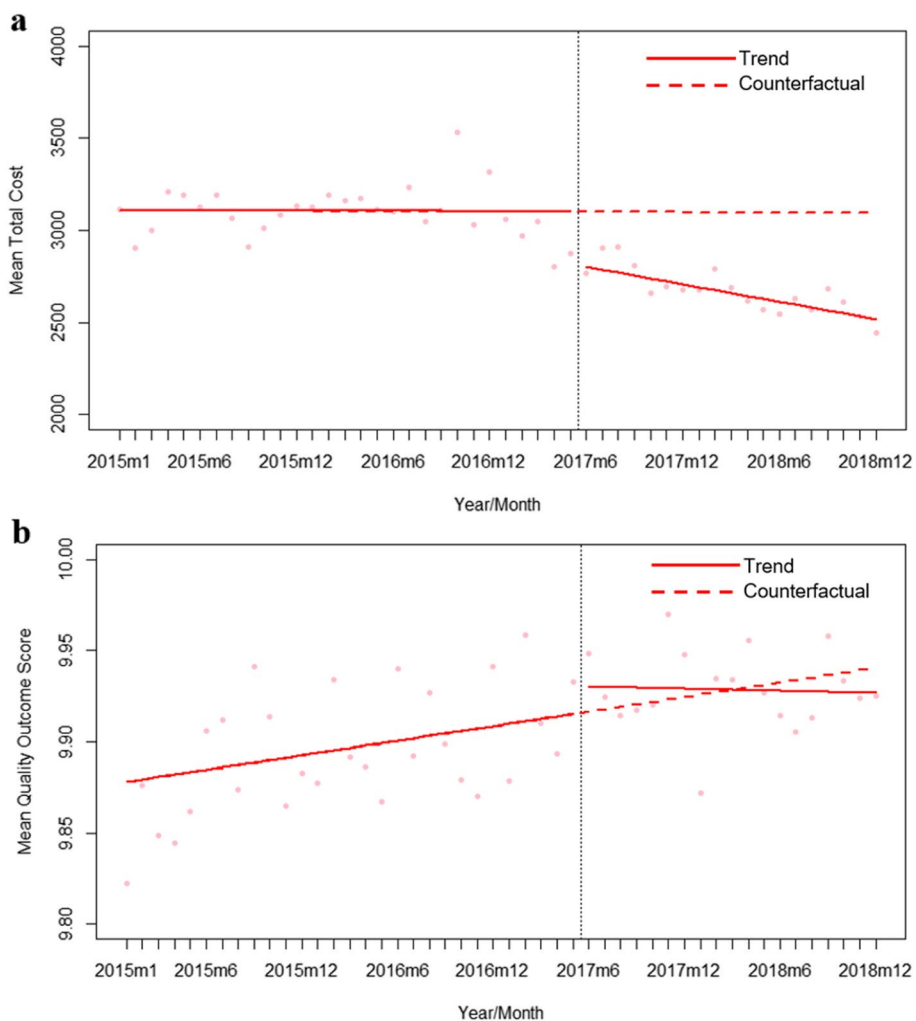 a
4000
3500
3000
2500
2000
Mean Total Cost
Trend
Counterfactual
2015m1 2015m6 2015m12 2016m6 2016m12 2017m6 2017m12 2018m6 2018m12
Year/Month
b
10.00
9.95
9.90
9.85
9.80
Mean Quality Outcome Score
Trend
Counterfactual
2015m1 2015m6 2015m12 2016m6 2016m12 2017m6 2017m12 2018m6 2018m12
Year/Month